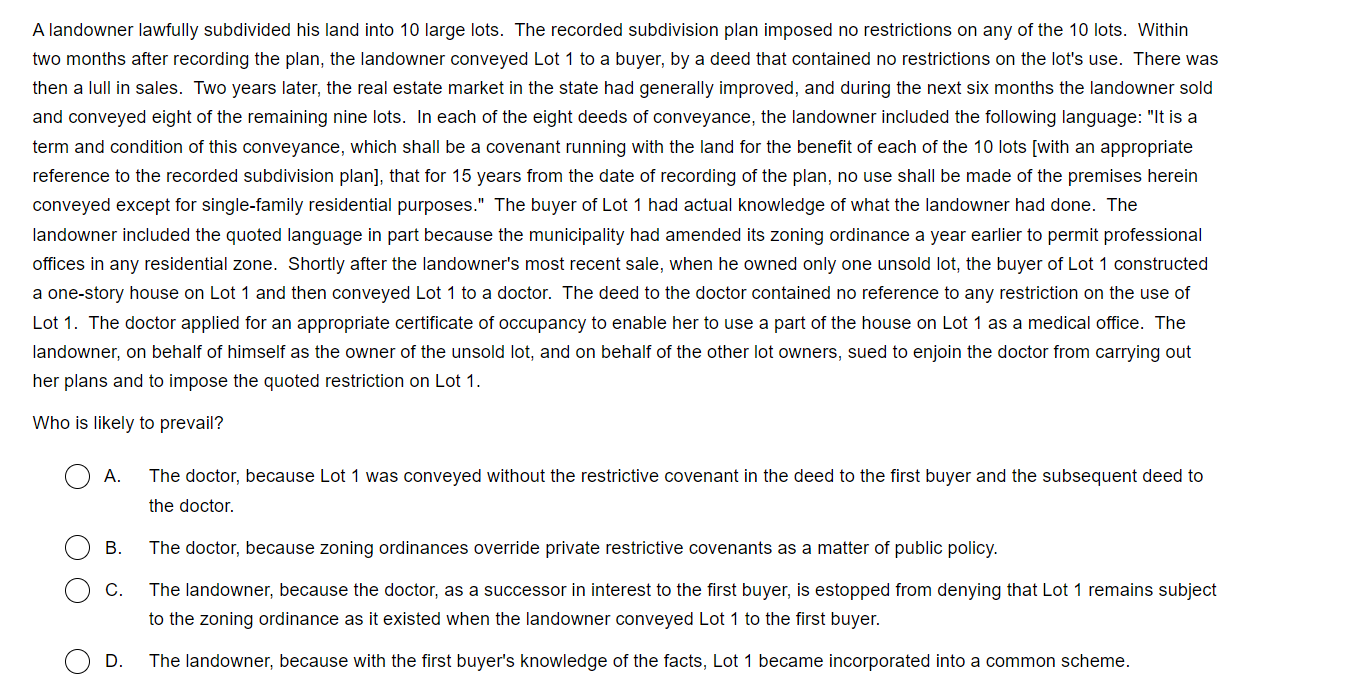 A landowner lawfully subdivided his land into 10 large lots. The recorded subdivision plan imposed no restrictions on any of the 10 lots. Within
two months after recording the plan, the landowner conveyed Lot 1 to a buyer, by a deed that contained no restrictions on the lot's use. There was
then a lull in sales. Two years later, the real estate market in the state had generally improved, and during the next six months the landowner sold
and conveyed eight of the remaining nine lots. In each of the eight deeds of conveyance, the landowner included the following language: "It is a
term and condition of this conveyance, which shall be a covenant running with the land for the benefit of each of the 10 lots [with an appropriate
reference to the recorded subdivision plan], that for 15 years from the date of recording of the plan, no use shall be made of the premises herein
conveyed except for single-family residential purposes." The buyer of Lot 1 had actual knowledge of what the landowner had done. The
landowner included the quoted language in part because the municipality had amended its zoning ordinance a year earlier to permit professional
offices in any residential zone. Shortly after the landowner's most recent sale, when he owned only one unsold lot, the buyer of Lot 1 constructed
a one-story house on Lot 1 and then conveyed Lot 1 to a doctor. The deed to the doctor contained no reference to any restriction on the use of
Lot 1. The doctor applied for an appropriate certificate of occupancy to enable her to use a part of the house on Lot 1 as a medical office. The
landowner, on behalf of himself as the owner of the unsold lot, and on behalf of the other lot owners, sued to enjoin the doctor from carrying out
her plans and to impose the quoted restriction on Lot 1.
Who is likely to prevail?
A. The doctor, because Lot 1 was conveyed without the restrictive covenant in the deed to the first buyer and the subsequent deed to
the doctor.
B. The doctor, because zoning ordinances override private restrictive covenants as a matter of public policy.
C. The landowner, because the doctor, as a successor in interest to the first buyer, is estopped from denying that Lot 1 remains subject
to the zoning ordinance as it existed when the landowner conveyed Lot 1 to the first buyer.
D. The landowner, because with the first buyer's knowledge of the facts, Lot 1 became incorporated into a common scheme.